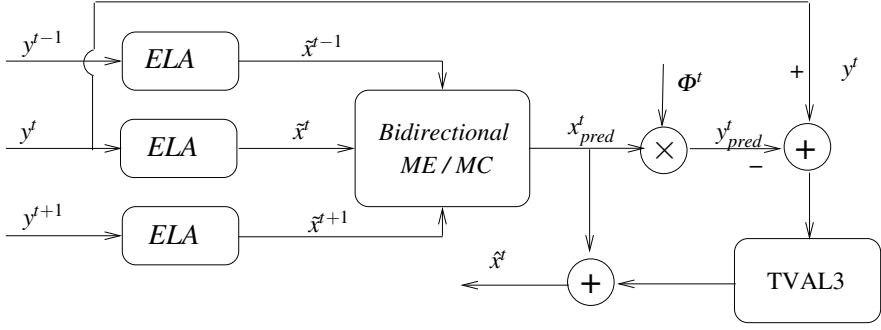 y^{t-1}
ELA
x̃^{t-1}
+
y^t
Φ^t
y^t
ELA
x̃^t
Bidirectional
ME / MC
x^t_{pred}
×
y^t_{pred}
−
+
y^{t+1}
ELA
x̃^{t+1}
x̂^t
+
TVAL3